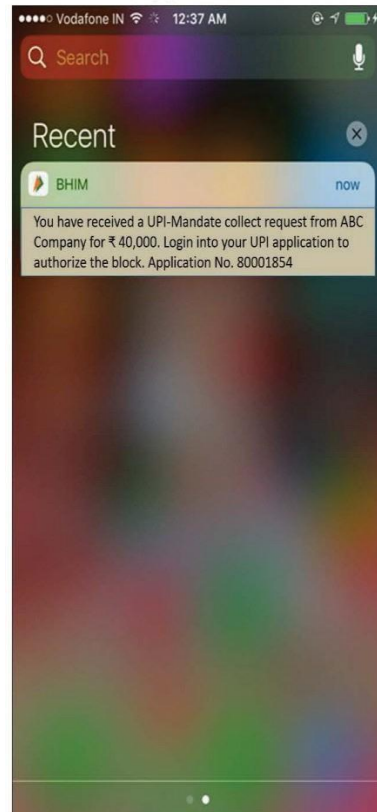 Vodafone IN 12:37 AM
Search
Recent
BHIM now
You have received a UPI-Mandate collect request from ABC
Company for ₹ 40,000. Login into your UPI application to
authorize the block. Application No. 80001854